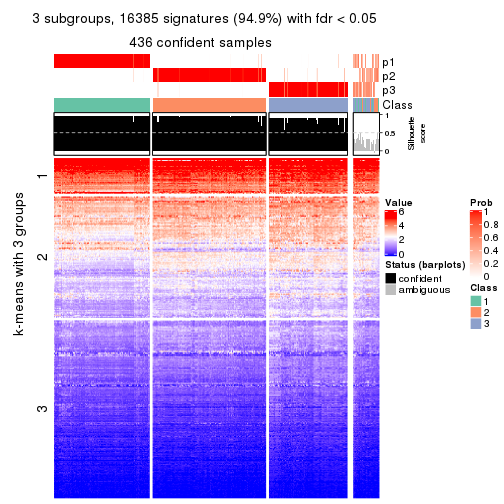 3 subgroups, 16385 signatures (94.9%) with fdr < 0.05
436 confident samples
p1
p2
p3
Class
1
0.5
0
Silhouette
score
k-means with 3 groups
1
2
3
Value
6
4
2
0
Status (barplots)
confident
ambiguous
Prob
1
0.8
0.6
0.4
0.2
0
Class
1
2
3